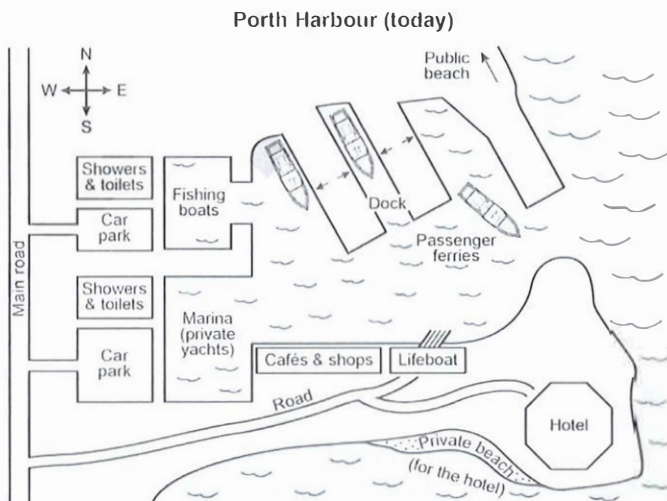 Porth Harbour (today)
N
W E
S
Public
beach
Showers
& toilets
Fishing
boats
Dock
Car
park
Passenger
ferries
Main road
Showers
& toilets
Marina
(private
yachts)
Car
park
Cafés & shops
Lifeboat
Road
Hotel
Private beach
(for the hotel)